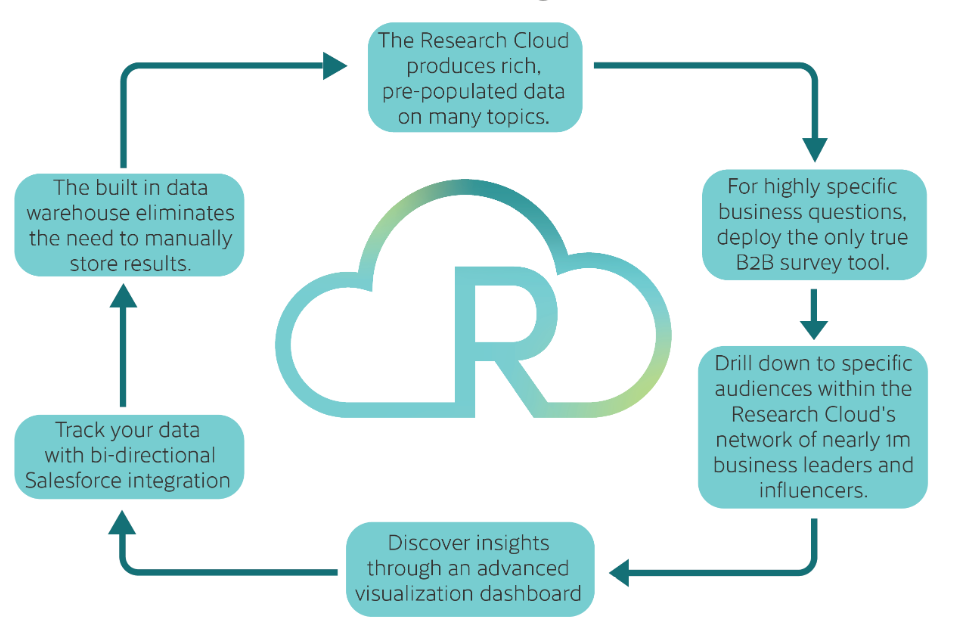 The Research Cloud
produces rich,
pre-populated data
on many topics.
For highly specific
business questions,
deploy the only true
B2B survey tool.
Drill down to specific
audiences within the
Research Cloud's
network of nearly 1m
business leaders and
influencers.
Discover insights
through an advanced
visualization dashboard
Track your data
with bi-directional
Salesforce integration
The built in data
warehouse eliminates
the need to manually
store results.
R